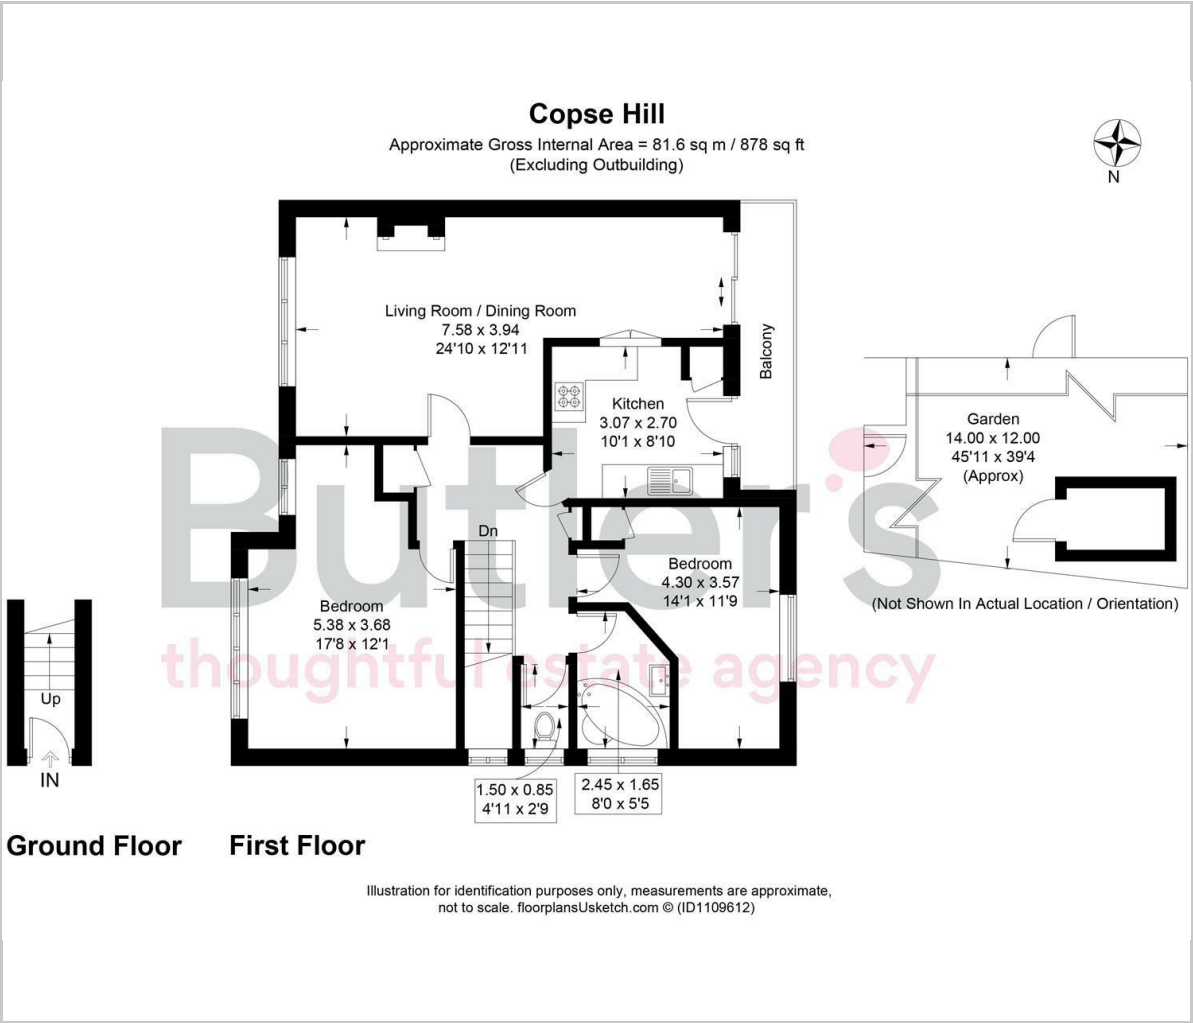 Copse Hill
Approximate Gross Internal Area = 81.6 sq m / 878 sq ft
(Excluding Outbuilding)
N
Living Room / Dining Room
7.58 x 3.94
24'10 x 12'11
Balcony
Kitchen
3.07 x 2.70
10'1 x 8'10
Garden
14.00 x 12.00
45'11 x 39'4
(Approx)
(Not Shown In Actual Location / Orientation)
Butler's
thoughtful estate agency
Dn
Bedroom
4.30 x 3.57
14'1 x 11'9
Bedroom
5.38 x 3.68
17'8 x 12'1
Up
IN
1.50 x 0.85
4'11 x 2'9
2.45 x 1.65
8'0 x 5'5
Ground Floor
First Floor
Illustration for identification purposes only, measurements are approximate,
not to scale. floorplansUsketch.com © (ID1109612)